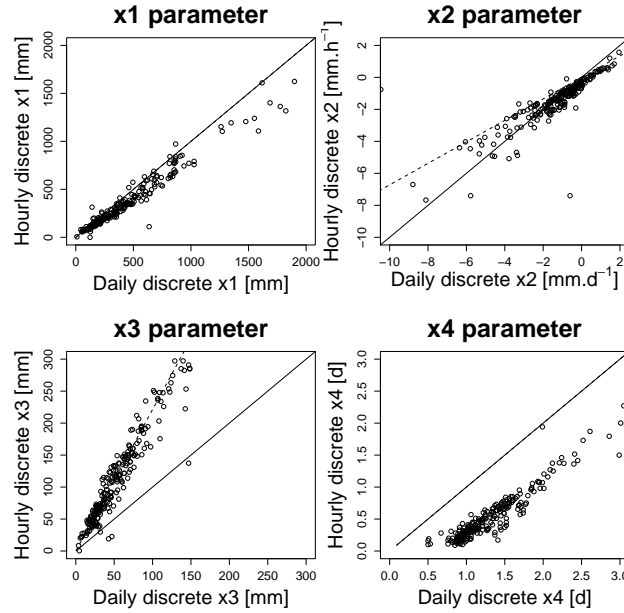 x1 parameter
Hourly discrete x1 [mm]
0 500 1000 1500 2000
0 500 1000 1500 2000
Daily discrete x1 [mm]
x2 parameter
Hourly discrete x2 [mm.h⁻¹]
−10 −8 −6 −4 −2 0 2
−10 −8 −6 −4 −2 0 2
Daily discrete x2 [mm.d⁻¹]
x3 parameter
Hourly discrete x3 [mm]
0 50 100 150 200 300
0 50 100 150 200 250 300
Daily discrete x3 [mm]
x4 parameter
Hourly discrete x4 [d]
0.0 0.5 1.0 1.5 2.0 2.5 3.0
0.0 0.5 1.0 1.5 2.0 2.5 3.0
Daily discrete x4 [d]